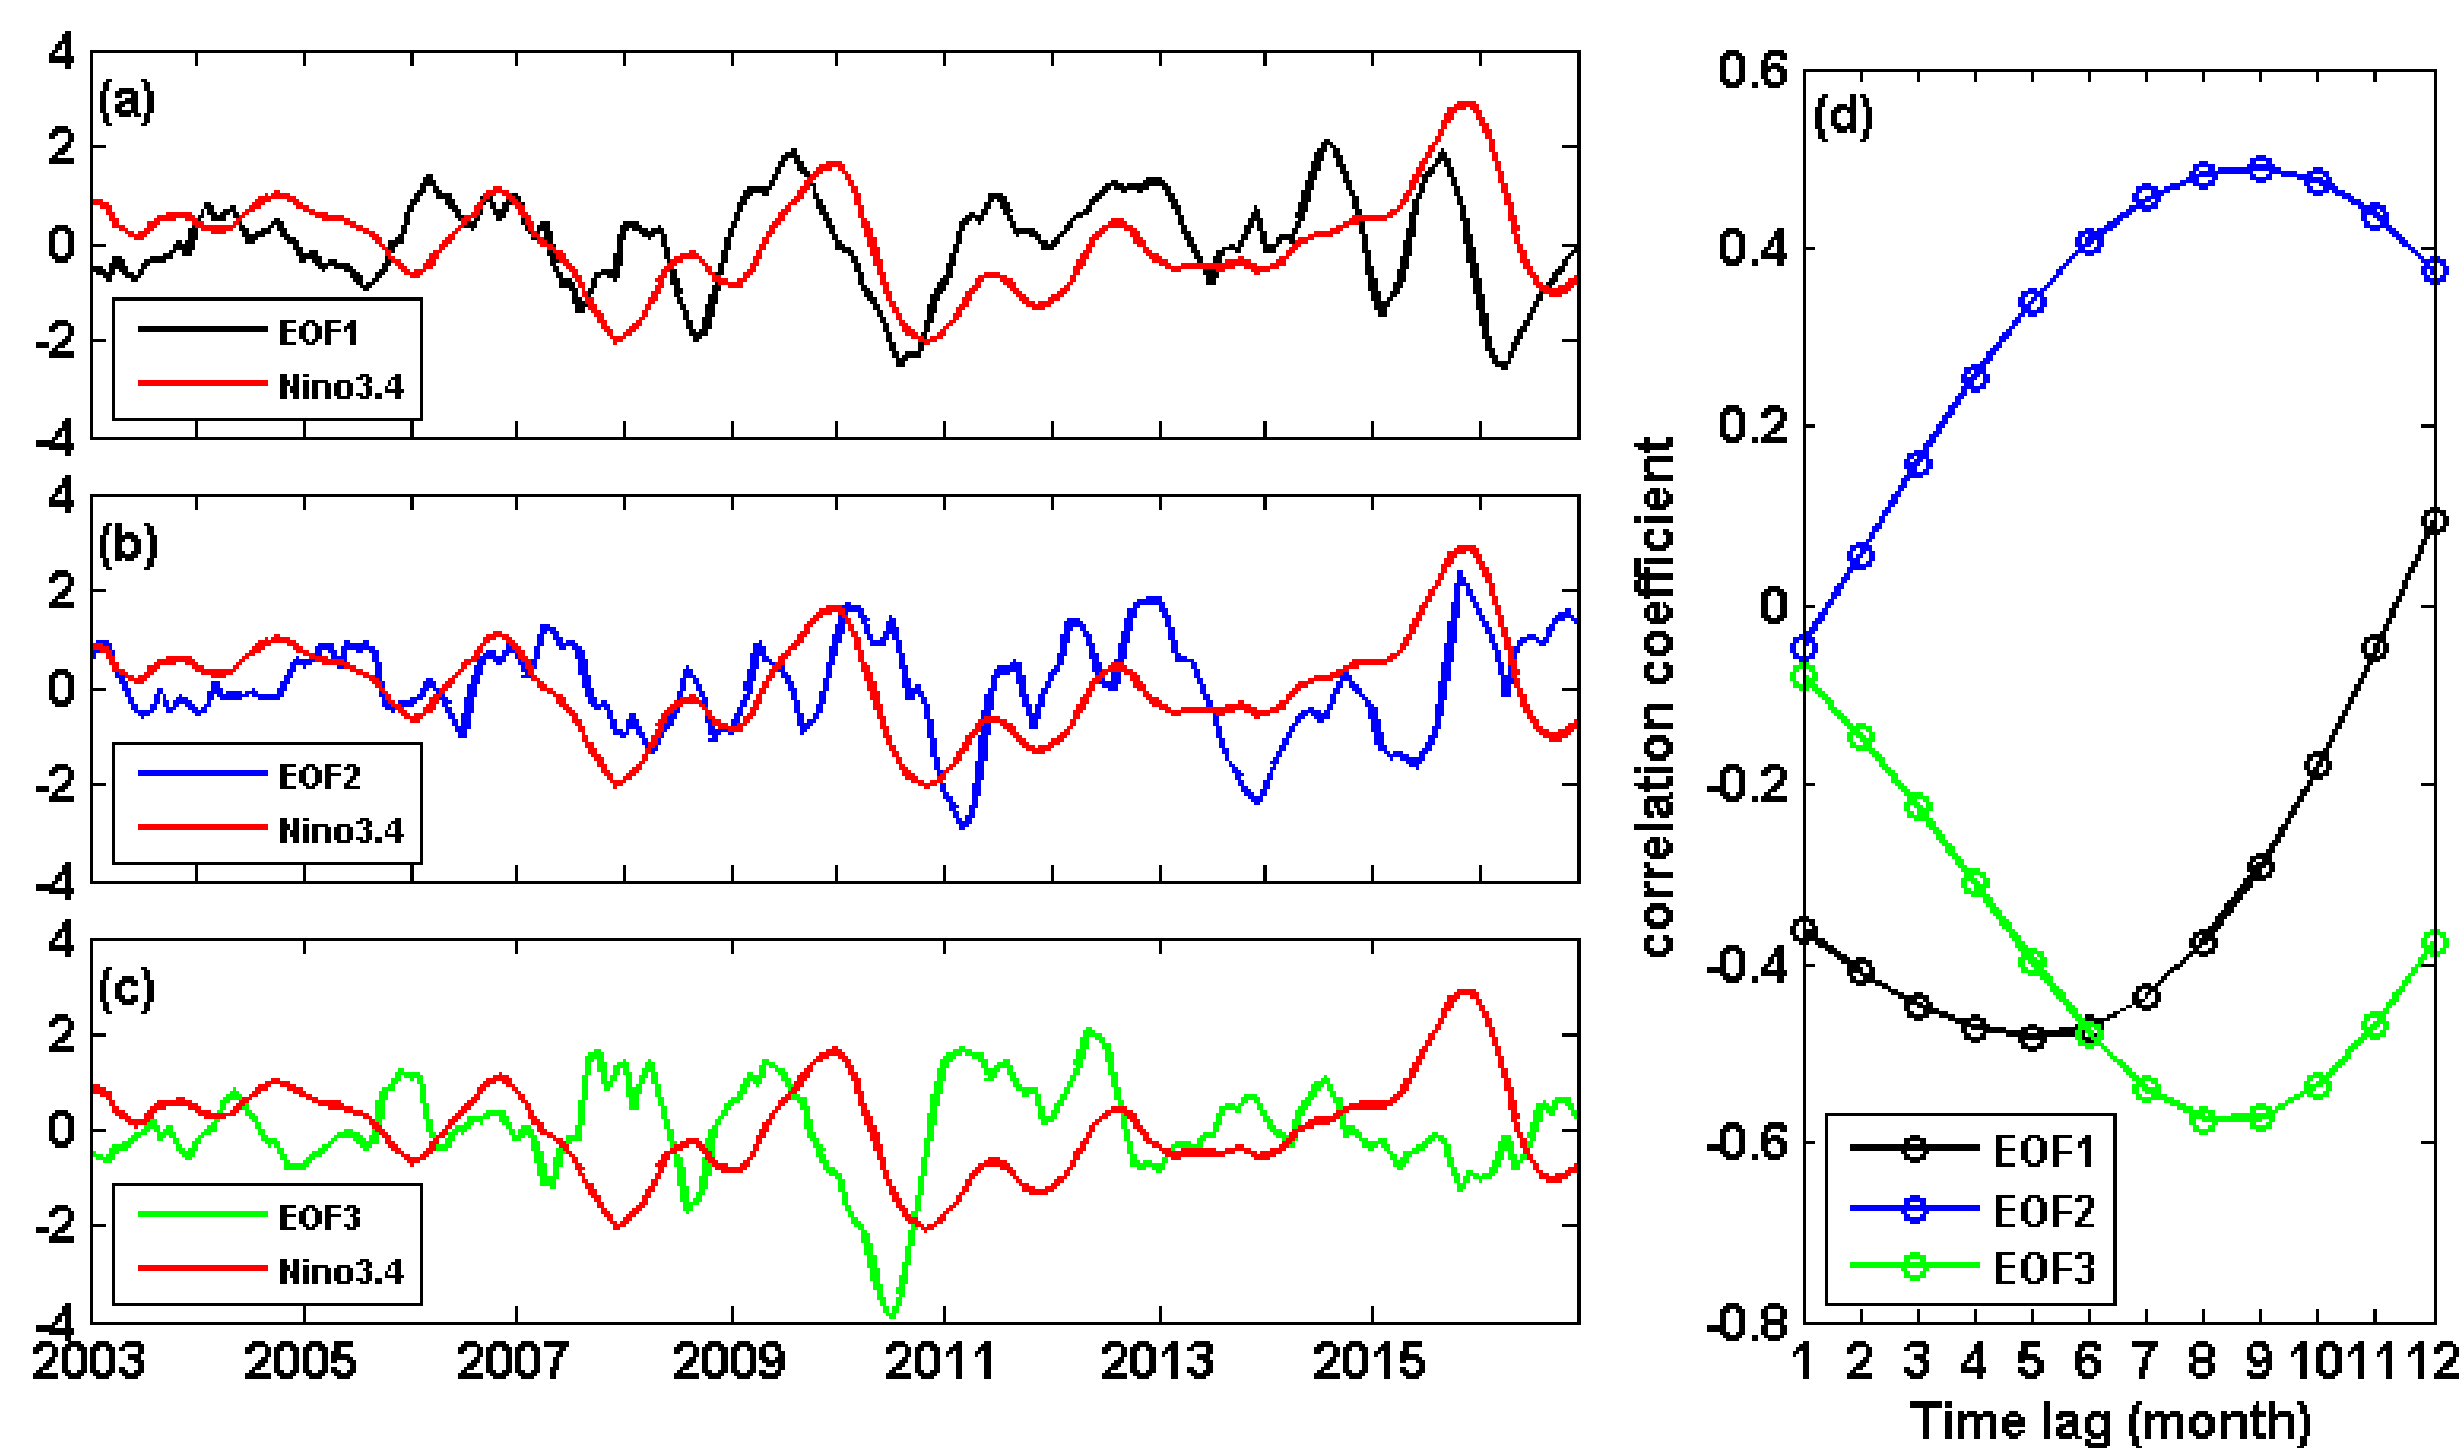 4
(a)
2
0
-2
-4
EOF1
Nino3.4
4
(b)
2
0
-2
-4
EOF2
Nino3.4
4
(c)
2
0
-2
-4
EOF3
Nino3.4
2003 2005 2007 2009 2011 2013 2015
0.6
(d)
0.4
0.2
0
-0.2
-0.4
-0.6
-0.8
correlation coefficient
EOF1
EOF2
EOF3
1 2 3 4 5 6 7 8 9 10 11 12
Time lag (month)